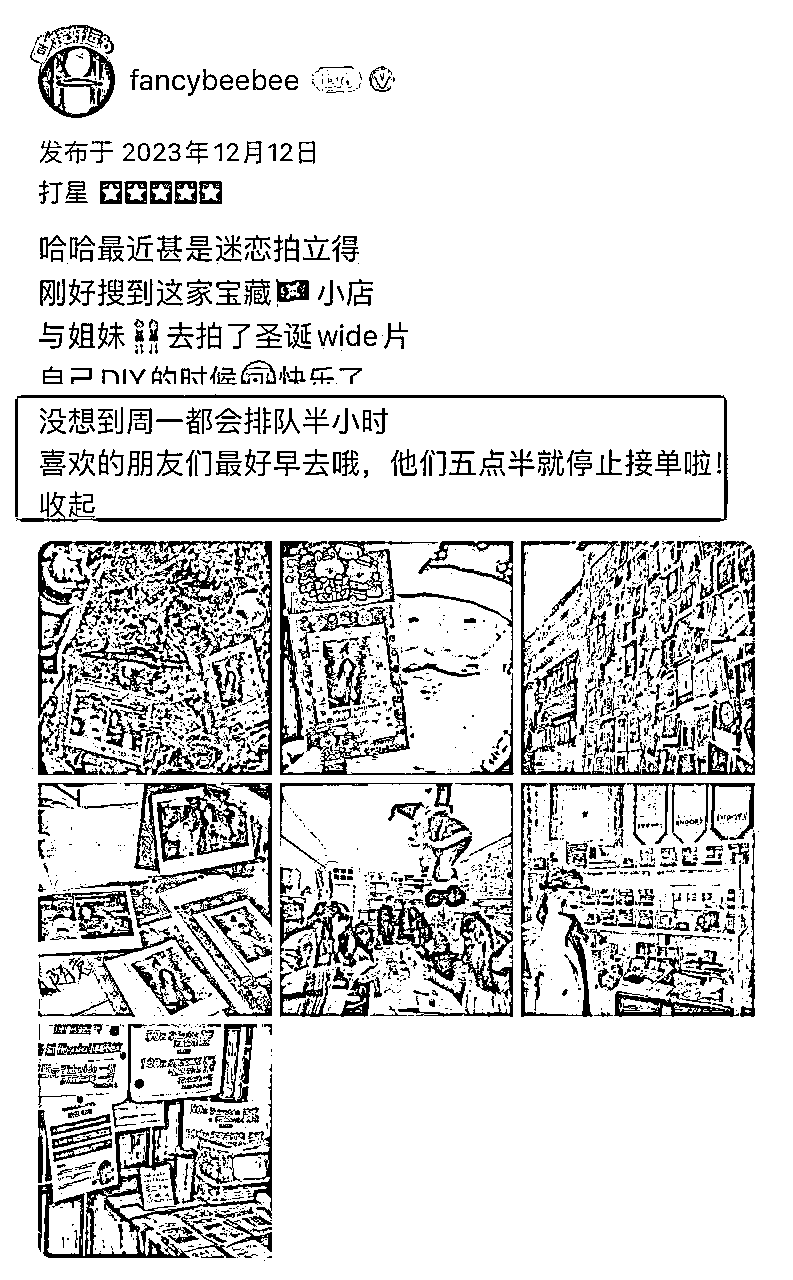 fancybeebee
发布于 2023年12月12日
打星
哈哈最近甚是迷恋拍立得
刚好搜到这家宝藏小店
与姐妹去拍了圣诞wide片
自己DIY的时候快乐了
没想到周一都会排队半小时
喜欢的朋友们最好早去哦，他们五点半就停止接单啦！
收起